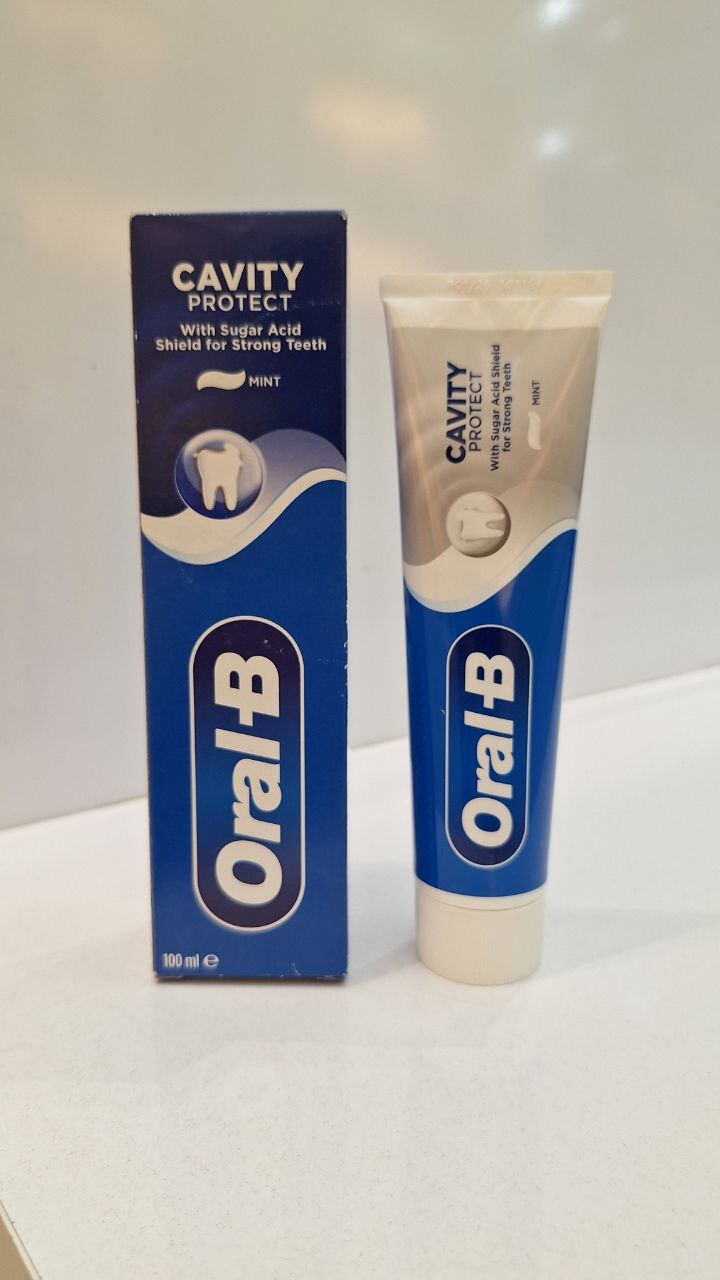 CAVITY
PROTECT
With Sugar Acid
Shield for Strong Teeth
MINT
Oral-B
100 ml e
CAVITY
PROTECT
With Sugar Acid Shield
for Strong Teeth
MINT
Oral-B